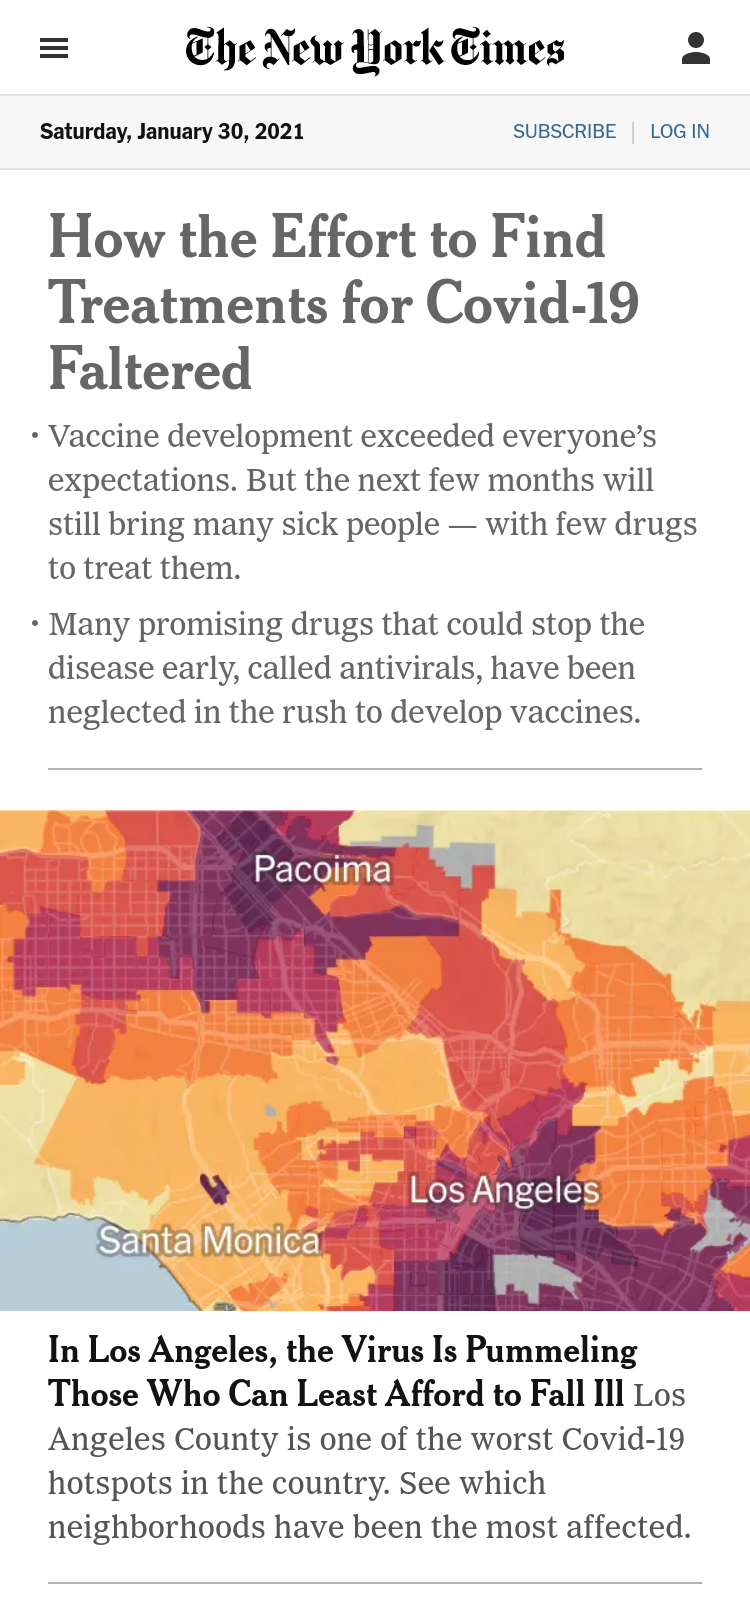 The New York Times
Saturday, January 30, 2021
SUBSCRIBE | LOG IN
How the Effort to Find
Treatments for Covid-19
Faltered
• Vaccine development exceeded everyone’s
expectations. But the next few months will
still bring many sick people — with few drugs
to treat them.
• Many promising drugs that could stop the
disease early, called antivirals, have been
neglected in the rush to develop vaccines.
Pacoima
Los Angeles
Santa Monica
In Los Angeles, the Virus Is Pummeling
Those Who Can Least Afford to Fall Ill Los
Angeles County is one of the worst Covid-19
hotspots in the country. See which
neighborhoods have been the most affected.